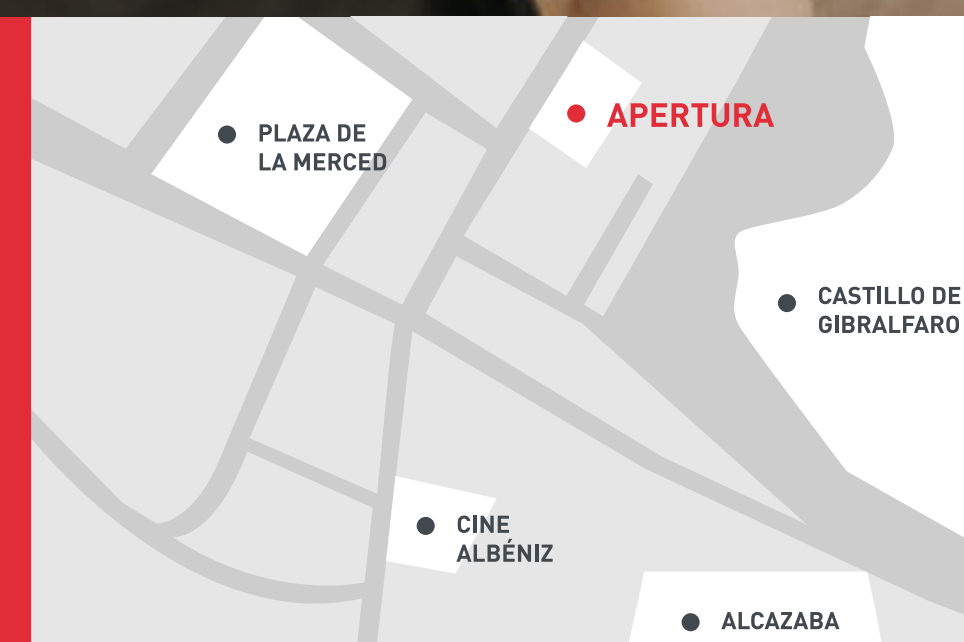 APERTURA
PLAZA DE
LA MERCED
CASTILLO DE
GIBRALFARO
CINE
ALBÉNIZ
ALCAZABA